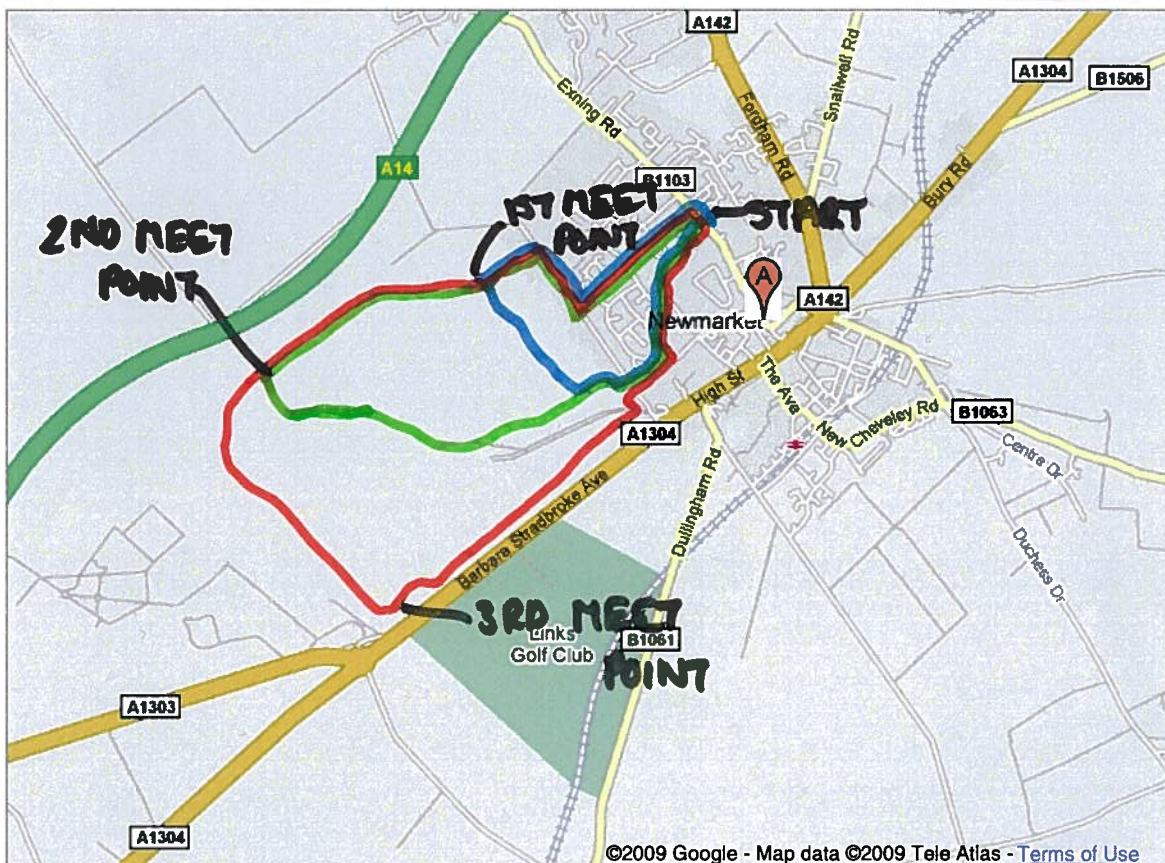 A142
A1304
B1506
Exning Rd
Snailwell Rd
Fordham Rd
A14
B1103
Bury Rd
1ST MEET
POINT
START
2ND MEET
POINT
A
A142
Newmarket
High St
The Ave
New Cheveley Rd
B1063
A1304
Centre Dr
Dullingham Rd
Barbara Stradbroke Ave
Duchess Dr
3RD MEET
POINT
Links
Golf Club
B1061
A1303
A1304
©2009 Google - Map data ©2009 Tele Atlas - Terms of Use